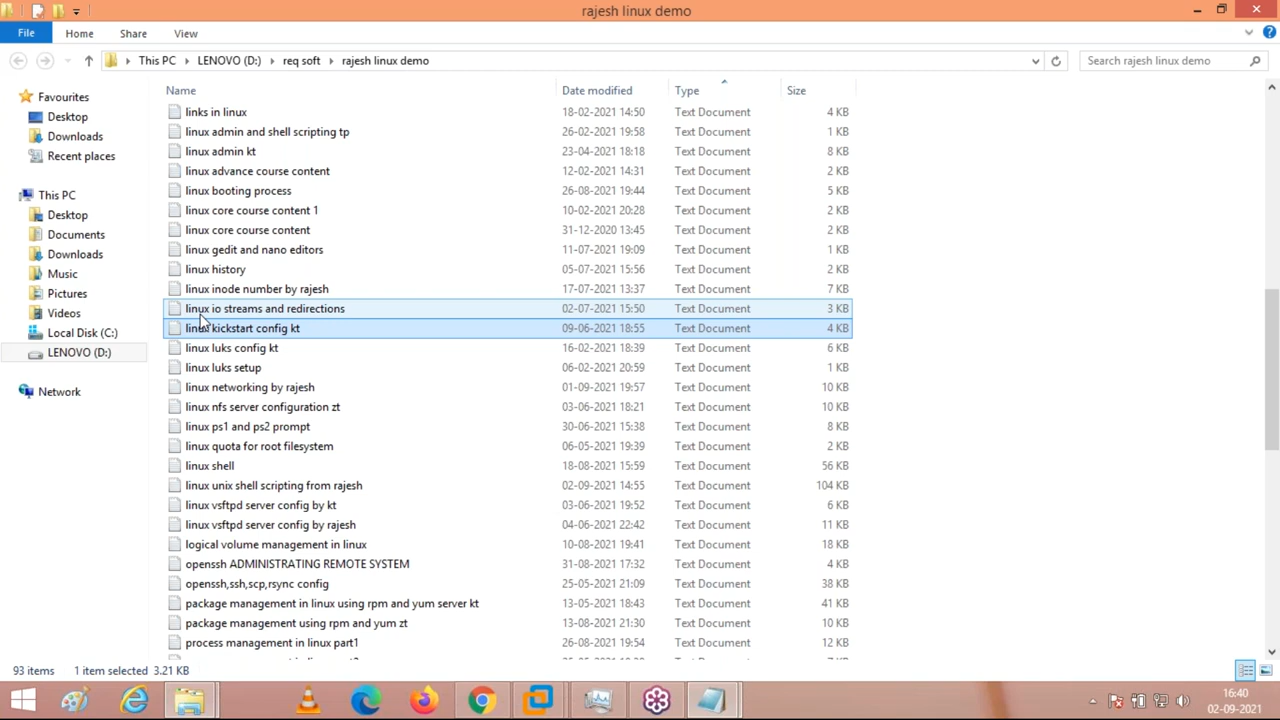 rajesh linux demo
File Home Share View
This PC LENOVO (D:) req soft rajesh linux demo Search rajesh linux demo
Name Date modified Type Size
Favourites
Desktop
Downloads
Recent places
This PC
Desktop
Documents
Downloads
Music
Pictures
Videos
Local Disk (C:)
LENOVO (D:)
Network
links in linux 18-02-2021 14:50 Text Document 4 KB
linux admin and shell scripting tp 26-02-2021 19:58 Text Document 1 KB
linux admin kt 23-04-2021 18:18 Text Document 8 KB
linux advance course content 12-02-2021 14:31 Text Document 2 KB
linux booting process 26-08-2021 19:44 Text Document 5 KB
linux core course content 1 10-02-2021 20:28 Text Document 2 KB
linux core course content 31-12-2020 13:45 Text Document 2 KB
linux gedit and nano editors 11-07-2021 19:09 Text Document 1 KB
linux history 05-07-2021 15:56 Text Document 2 KB
linux inode number by rajesh 17-07-2021 13:37 Text Document 7 KB
linux io streams and redirections 02-07-2021 15:50 Text Document 3 KB
linux kickstart config kt 09-06-2021 18:55 Text Document 4 KB
linux luks config kt 16-02-2021 18:39 Text Document 6 KB
linux luks setup 06-02-2021 20:59 Text Document 1 KB
linux networking by rajesh 01-09-2021 19:57 Text Document 10 KB
linux nfs server configuration zt 03-06-2021 18:21 Text Document 10 KB
linux ps1 and ps2 prompt 30-06-2021 15:38 Text Document 8 KB
linux quota for root filesystem 06-05-2021 19:39 Text Document 2 KB
linux shell 18-08-2021 15:59 Text Document 56 KB
linux unix shell scripting from rajesh 02-09-2021 14:55 Text Document 104 KB
linux vsftpd server config by kt 03-06-2021 19:52 Text Document 6 KB
linux vsftpd server config by rajesh 04-06-2021 22:42 Text Document 11 KB
logical volume management in linux 10-08-2021 19:41 Text Document 18 KB
openssh ADMINISTRATING REMOTE SYSTEM 31-08-2021 17:32 Text Document 4 KB
openssh,ssh,scp,rsync config 25-05-2021 21:09 Text Document 38 KB
package management in linux using rpm and yum server kt 13-05-2021 18:43 Text Document 41 KB
package management using rpm and yum zt 13-08-2021 21:30 Text Document 10 KB
process management in linux part1 26-08-2021 19:54 Text Document 12 KB
93 items 1 item selected 3.21 KB
16:40
02-09-2021